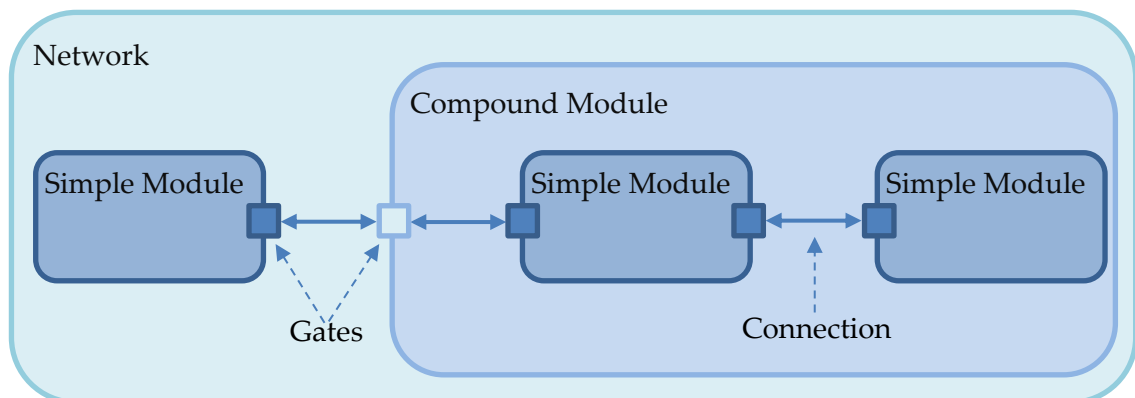 Network
Compound Module
Simple Module
Simple Module
Simple Module
Gates
Connection